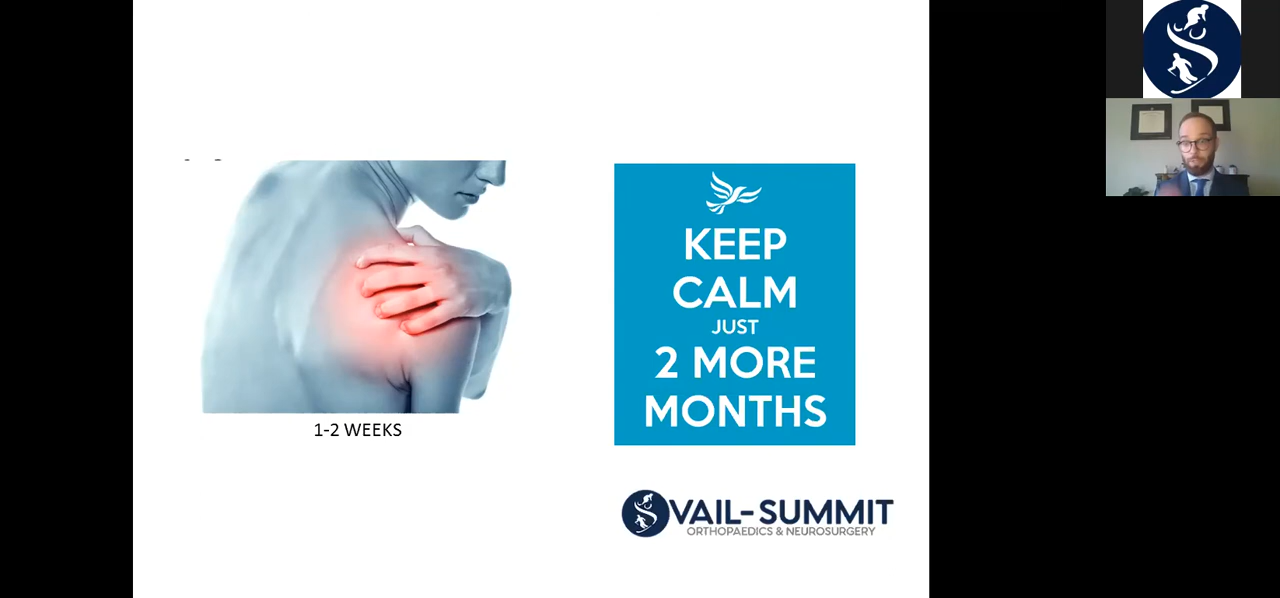 1-2 WEEKS
KEEP
CALM
JUST
2 MORE
MONTHS
VAIL-SUMMIT
ORTHOPAEDICS & NEUROSURGERY